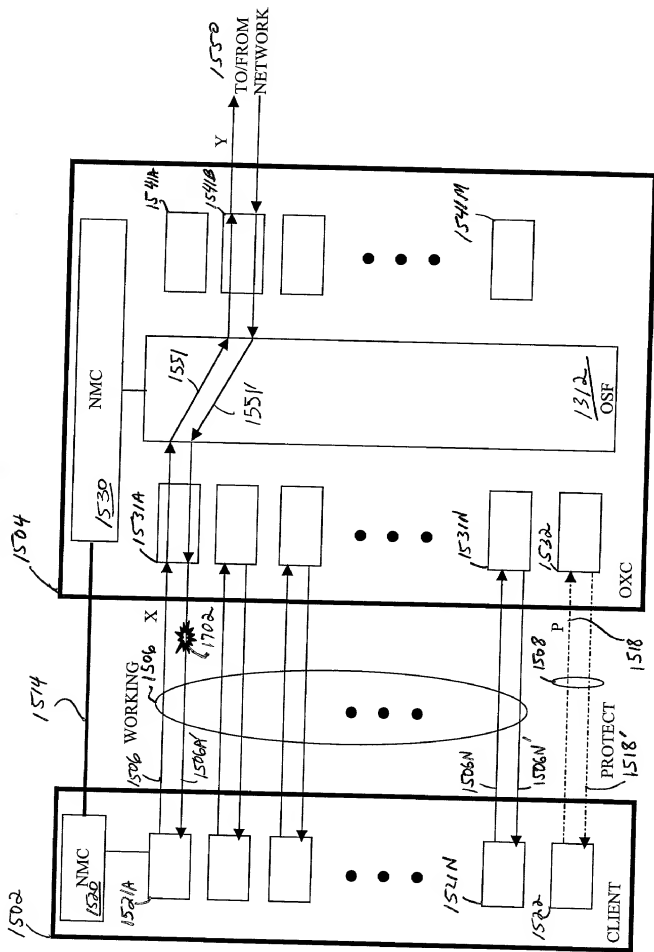 1502
1514
1504
NMC
1520
NMC
1530
1521A
1506
WORKING
1506
X
1531A
1541A
1541B
Y
1550
TO/FROM
NETWORK
1506A'
1702
1551
1551'
1521N
1506N
1506N'
1531N
1541M
1312
OSF
1522
PROTECT
1518'
1508
P
1518
1532
CLIENT
OXC